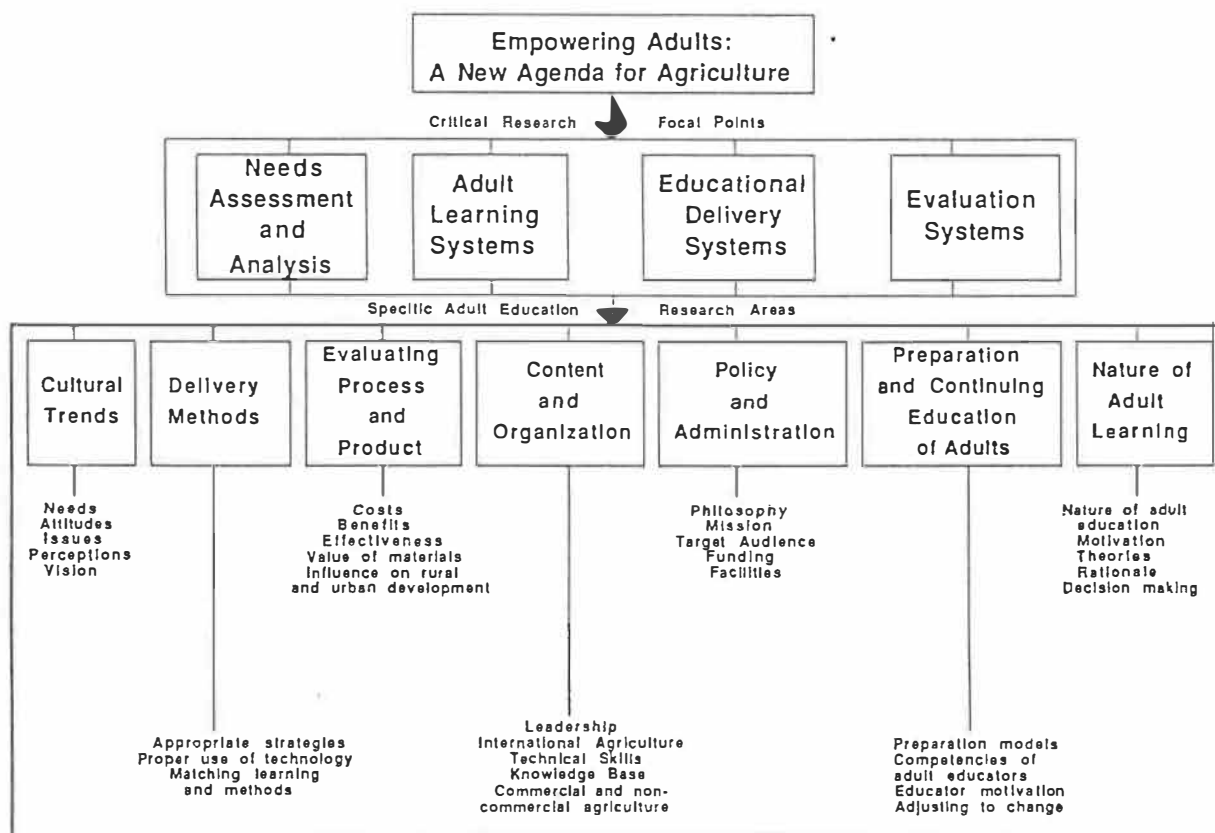 Empowering Adults:
A New Agenda for Agriculture
Critical Research Focal Points
Needs
Assessment
and
Analysis
Adult
Learning
Systems
Educational
Delivery
Systems
Evaluation
Systems
Specific Adult Education Research Areas
Cultural
Trends
Delivery
Methods
Evaluating
Process
and
Product
Content
and
Organization
Policy
and
Administration
Preparation
and Continuing
Education
of Adults
Nature of
Adult
Learning
Needs
Attitudes
Issues
Perceptions
Vision
Costs
Benefits
Effectiveness
Value of materials
Influence on rural
and urban development
Philosophy
Mission
Target Audience
Funding
Facilities
Nature of adult
education
Motivation
Theories
Rationale
Decision making
Appropriate strategies
Proper use of technology
Matching learning
and methods
Leadership
International Agriculture
Technical Skills
Knowledge Base
Commercial and non-
commercial agriculture
Preparation models
Competencies of
adult educators
Educator motivation
Adjusting to change